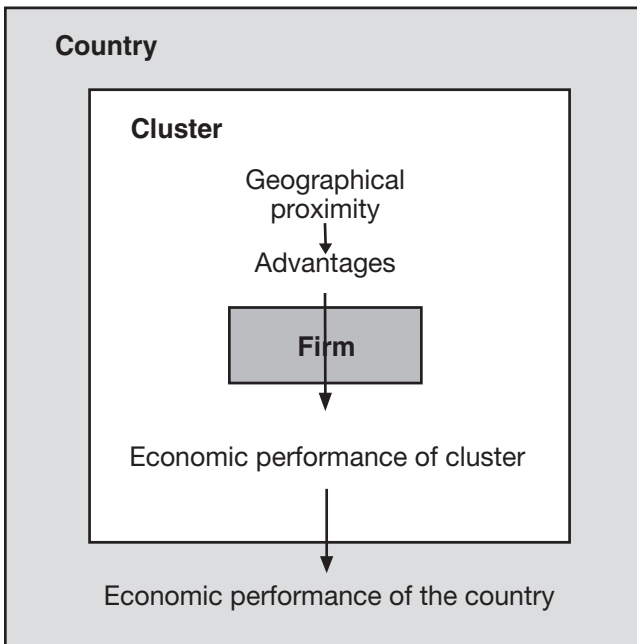 Country
Cluster
Geographical
proximity
Advantages
Firm
Economic performance of cluster
Economic performance of the country